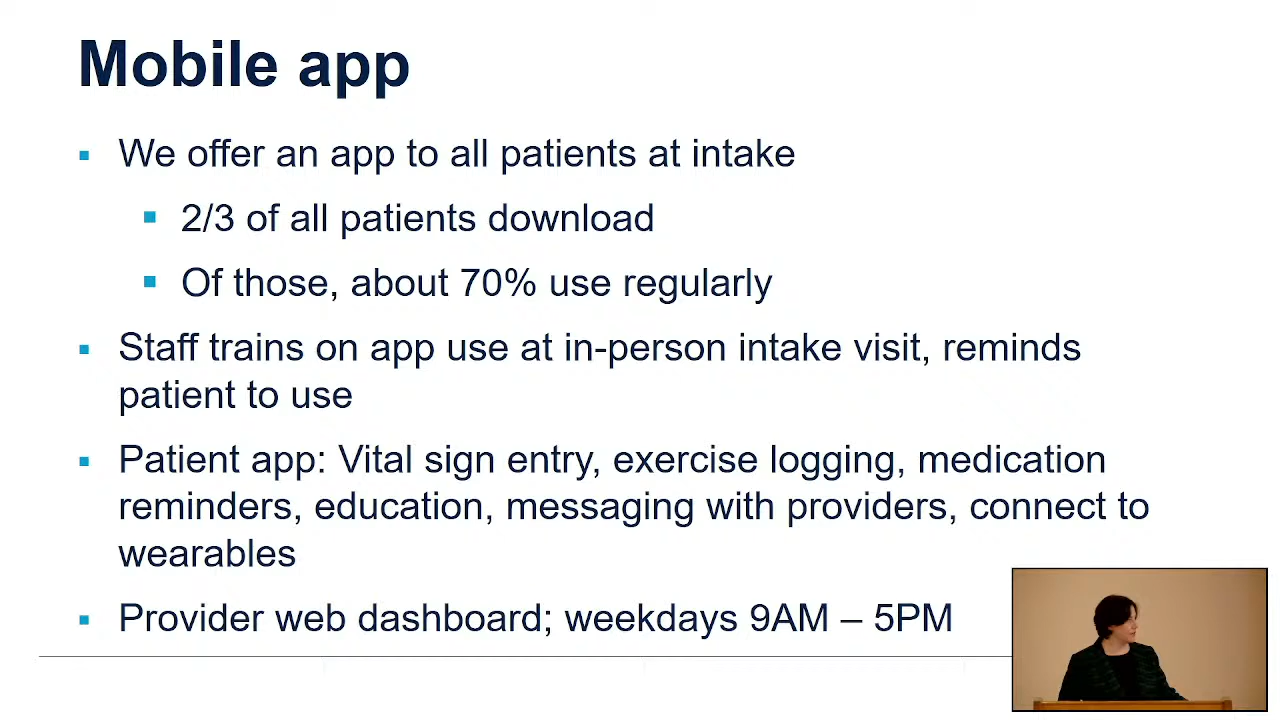 Mobile app
We offer an app to all patients at intake
2/3 of all patients download
Of those, about 70% use regularly
Staff trains on app use at in-person intake visit, reminds
patient to use
Patient app: Vital sign entry, exercise logging, medication
reminders, education, messaging with providers, connect to
wearables
Provider web dashboard; weekdays 9AM – 5PM